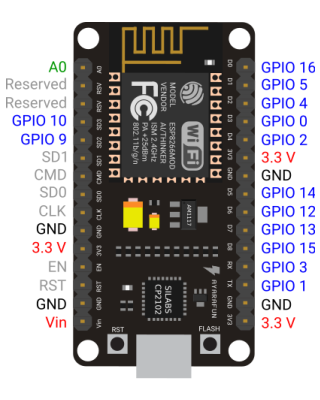 A0
Reserved
Reserved
GPIO 10
GPIO 9
SD1
CMD
SD0
CLK
GND
3.3 V
EN
RST
GND
Vin
A0
RSV
RSV
SD3
SD2
SD1
CMD
SD0
CLK
GND
3V3
EN
RST
GND
Vin
MODEL
VENDOR
ESP8266MOD
AI/THINKER
ISM 2.4GHz
PA +25dBm
802.11b/g/n
FC
WiFi
AM1117
SILABS
CP2102
AYARAFUN
RST
FLASH
D0
D1
D2
D3
D4
3V3
GND
D5
D6
D7
D8
RX
TX
GND
3V3
GPIO 16
GPIO 5
GPIO 4
GPIO 0
GPIO 2
3.3 V
GND
GPIO 14
GPIO 12
GPIO 13
GPIO 15
GPIO 3
GPIO 1
GND
3.3 V